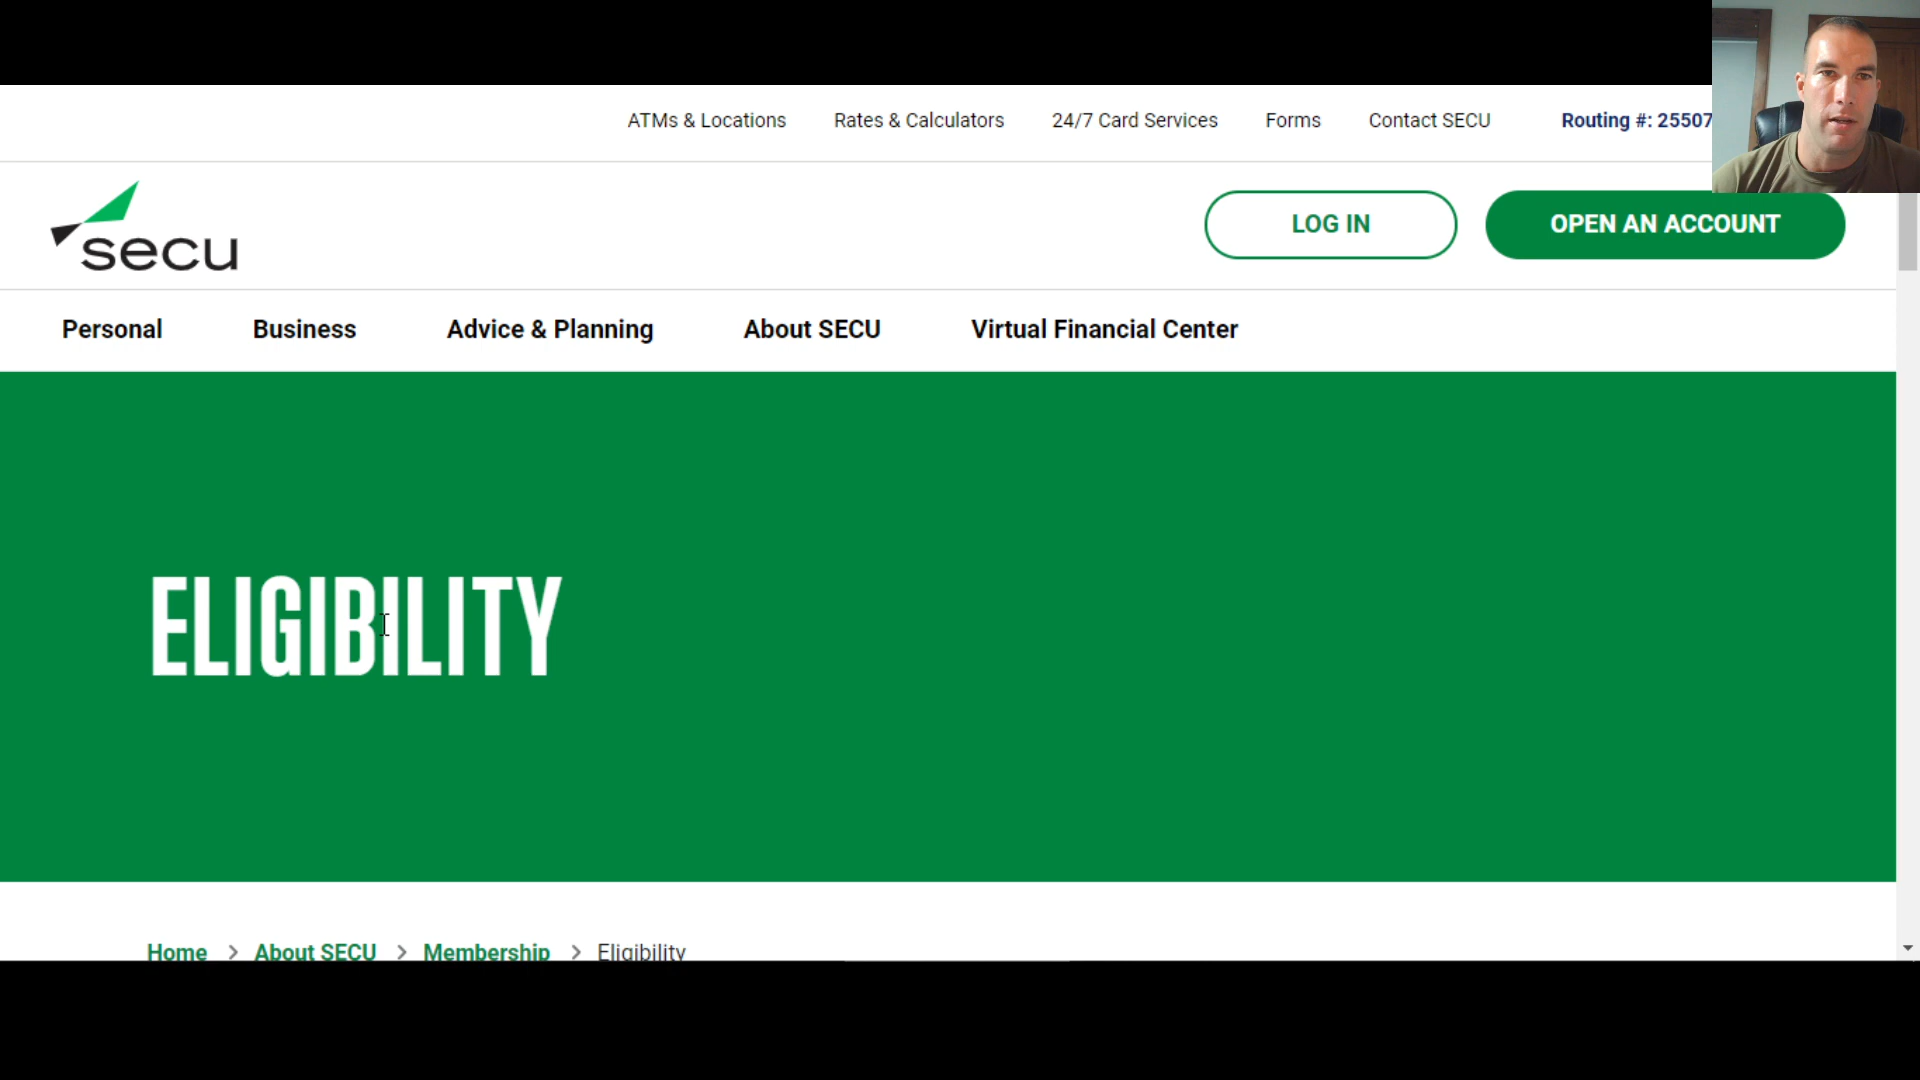 ATMs & Locations Rates & Calculators 24/7 Card Services Forms Contact SECU Routing #: 25507
secu
LOG IN OPEN AN ACCOUNT
Personal Business Advice & Planning About SECU Virtual Financial Center
ELIGIBILITY
Home > About SECU > Membership > Eligibility